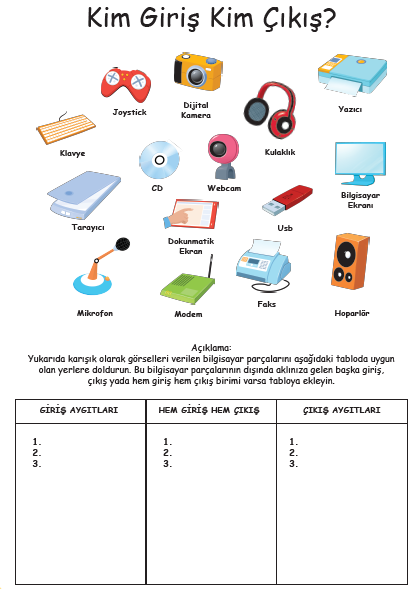 Kim Giriş Kim Çıkış?
Joystick
Dijital
Kamera
Yazıcı
Klavye
Kulaklık
CD
Webcam
Bilgisayar
Ekranı
Tarayıcı
Dokunmatik
Ekran
Usb
Mikrofon
Modem
Faks
Hoparlör
Açıklama:
Yukarıda karışık olarak görselleri verilen bilgisayar parçalarını aşağıdaki tabloda uygun
olan yerlere doldurun. Bu bilgisayar parçalarının dışında aklınıza gelen başka giriş,
çıkış yada hem giriş hem çıkış birimi varsa tabloya ekleyin.
GİRİŞ AYGITLARI
HEM GİRİŞ HEM ÇIKIŞ
ÇIKIŞ AYGITLARI
1.
2.
3.
1.
2.
3.
1.
2.
3.